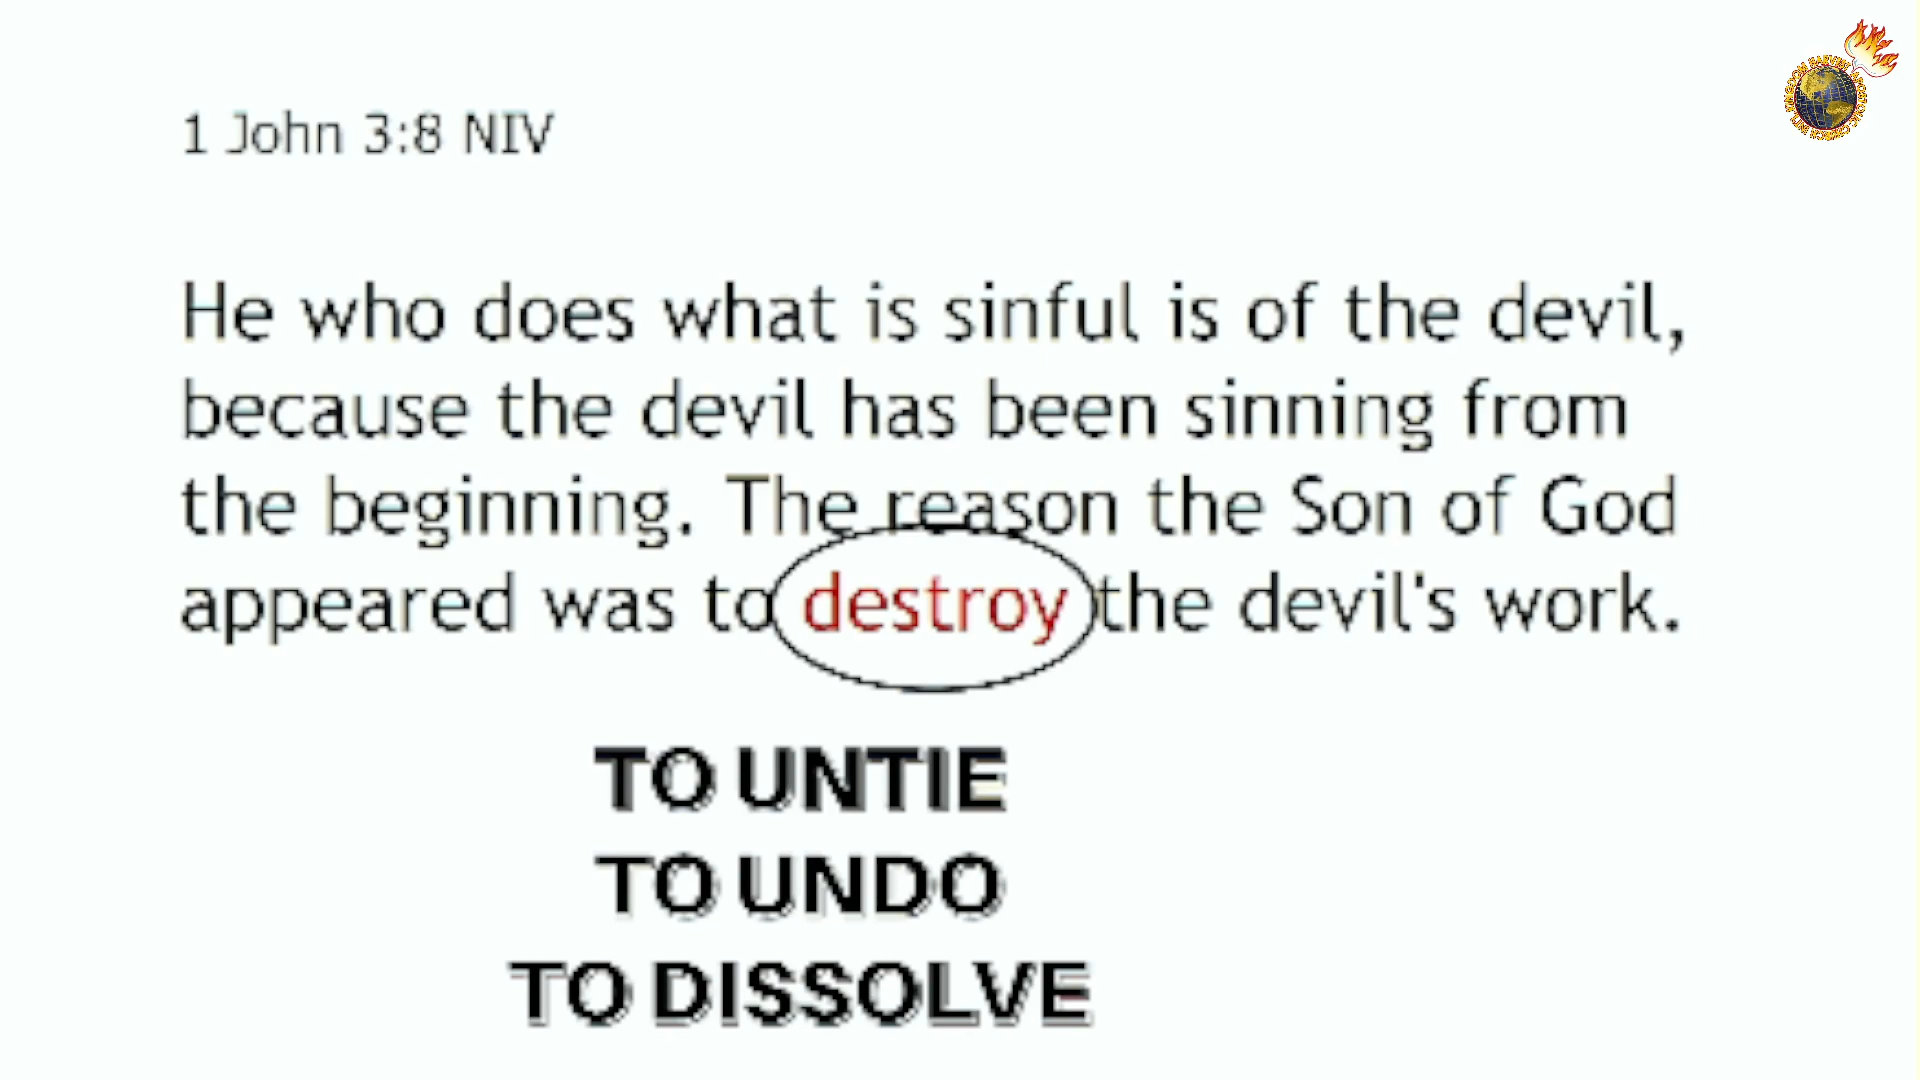 1 John 3:8 NIV
He who does what is sinful is of the devil,
because the devil has been sinning from
the beginning. The reason the Son of God
appeared was to destroy the devil's work.
TO UNTIE
TO UNDO
TO DISSOLVE